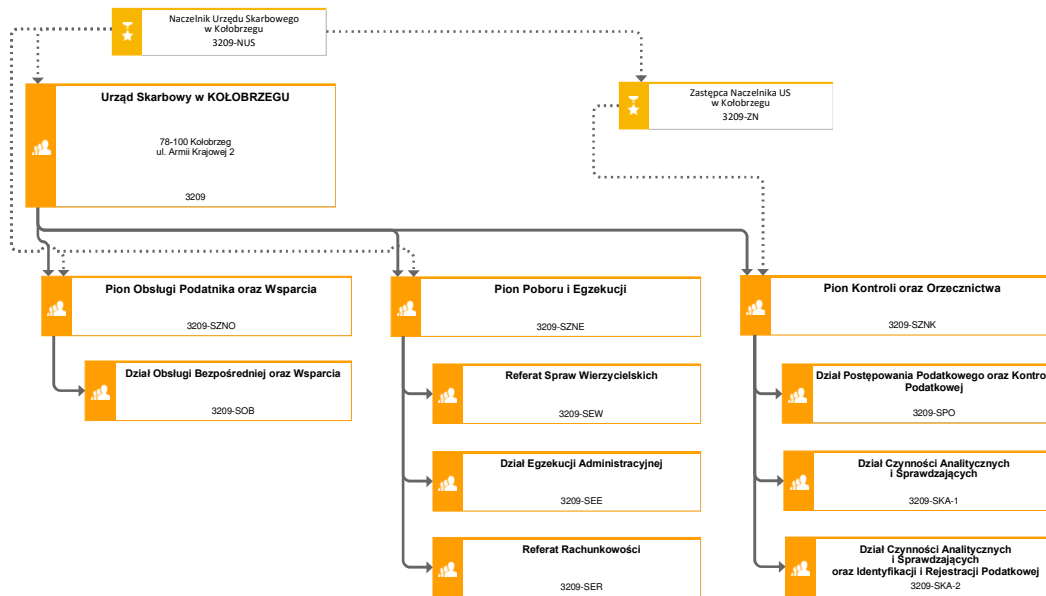 Naczelnik Urzędu Skarbowego
w Kołobrzegu
3209-NUS
Urząd Skarbowy w KOŁOBRZEGU
78-100 Kołobrzeg
ul. Armii Krajowej 2
3209
Zastępca Naczelnika US
w Kołobrzegu
3209-ZN
Pion Obsługi Podatnika oraz Wsparcia
3209-SZNO
Dział Obsługi Bezpośredniej oraz Wsparcia
3209-SOB
Pion Poboru i Egzekucji
3209-SZNE
Referat Spraw Wierzycielskich
3209-SEW
Dział Egzekucji Administracyjnej
3209-SEE
Referat Rachunkowości
3209-SER
Pion Kontroli oraz Orzecznictwa
3209-SZNK
Dział Postępowania Podatkowego oraz Kontro
Podatkowej
3209-SPO
Dział Czynności Analitycznych
i Sprawdzających
3209-SKA-1
Dział Czynności Analitycznych
i Sprawdzających
oraz Identyfikacji i Rejestracji Podatkowej
3209-SKA-2